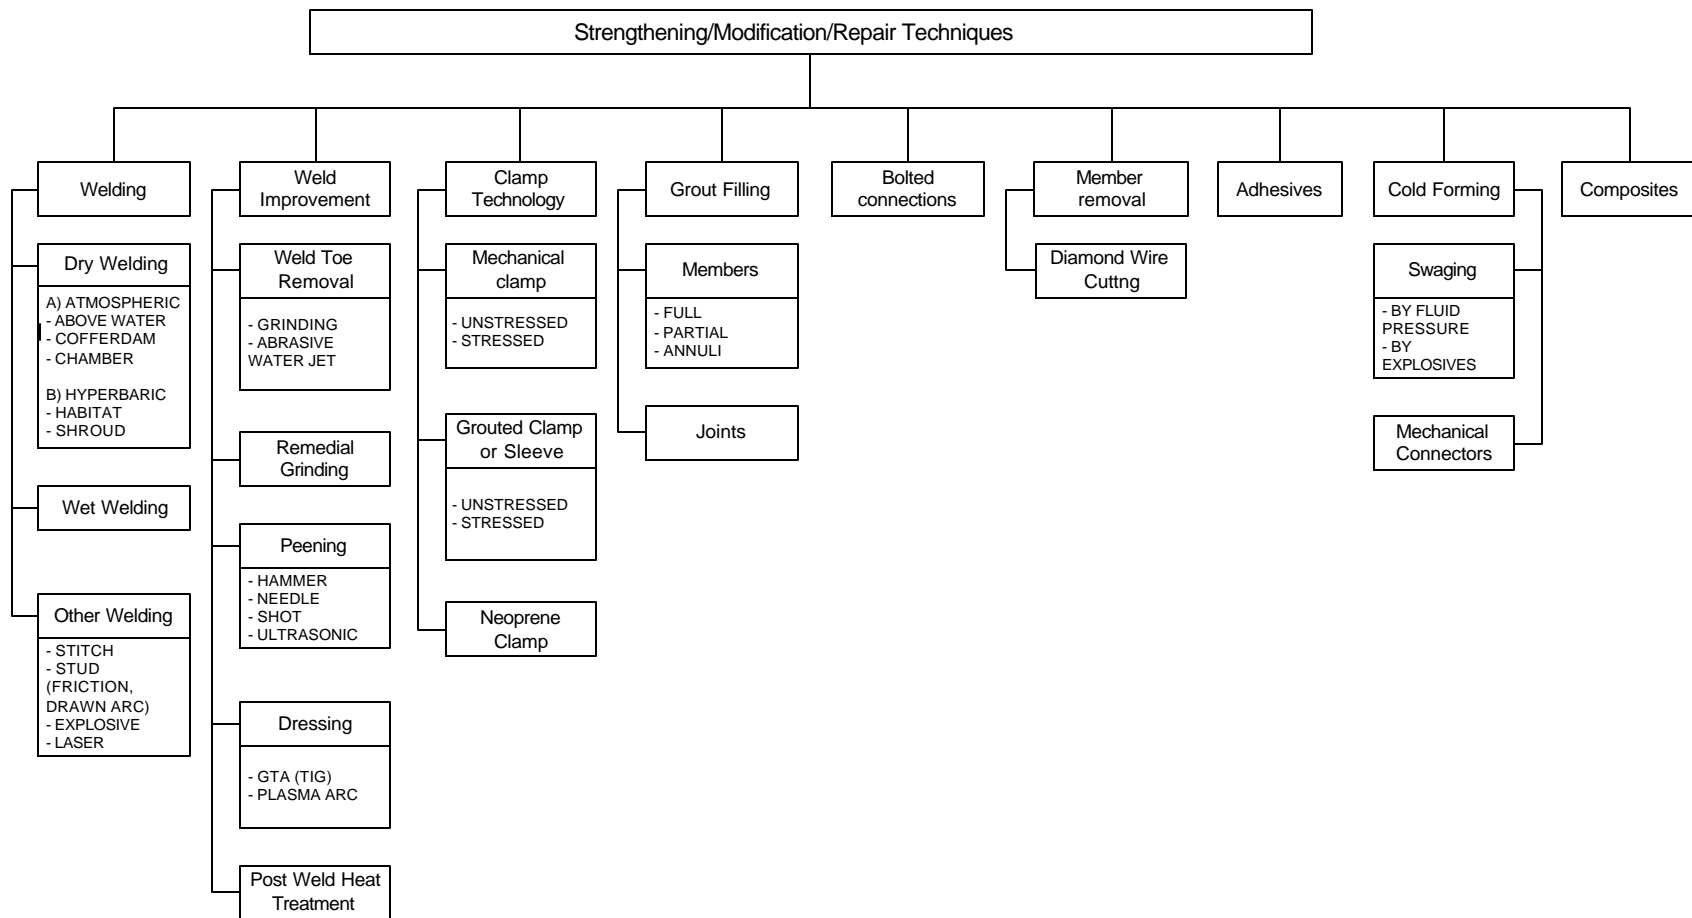 Strengthening/Modification/Repair Techniques
Welding
Dry Welding
A) ATMOSPHERIC
- ABOVE WATER
- COFFERDAM
- CHAMBER
B) HYPERBARIC
- HABITAT
- SHROUD
Wet Welding
Other Welding
- STITCH
- STUD
(FRICTION,
DRAWN ARC)
- EXPLOSIVE
- LASER
Weld
Improvement
Weld Toe
Removal
- GRINDING
- ABRASIVE
WATER JET
Remedial
Grinding
Peening
- HAMMER
- NEEDLE
- SHOT
- ULTRASONIC
Dressing
- GTA (TIG)
- PLASMA ARC
Post Weld Heat
Treatment
Clamp
Technology
Mechanical
clamp
- UNSTRESSED
- STRESSED
Grouted Clamp
or Sleeve
- UNSTRESSED
- STRESSED
Neoprene
Clamp
Grout Filling
Members
- FULL
- PARTIAL
- ANNULI
Joints
Bolted
connections
Member
removal
Diamond Wire
Cuttng
Adhesives
Cold Forming
Swaging
- BY FLUID
PRESSURE
- BY
EXPLOSIVES
Mechanical
Connectors
Composites